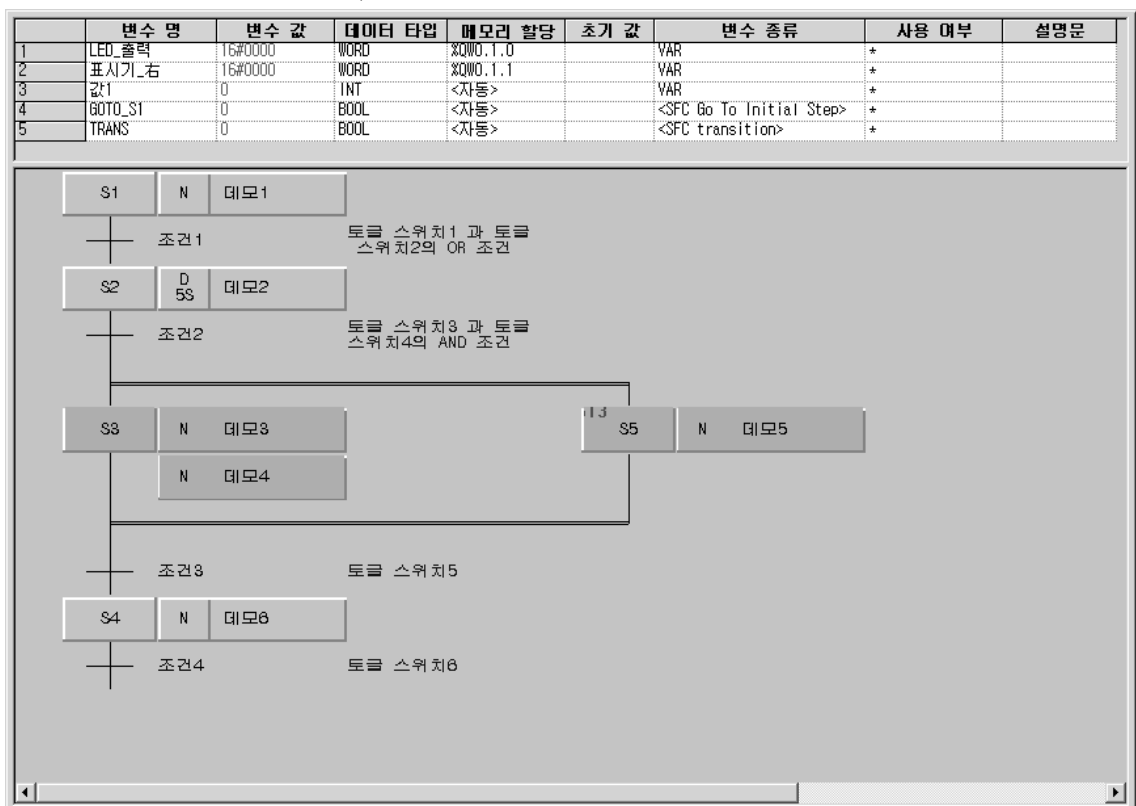 변수 명 변수 값 데이터 타입 메모리 할당 초기 값 변수 종류 사용 여부 설명문
1 LED_출력 16#0000 WORD %QW0.1.0 VAR *
2 표시기_右 16#0000 WORD %QW0.1.1 VAR *
3 값1 0 INT <자동> VAR *
4 GOTO_S1 0 BOOL <자동> <SFC Go To Initial Step> *
5 TRANS 0 BOOL <자동> <SFC transition> *
S1 N 데모1
조건1 토글 스위치1 과 토글
스위치2의 OR 조건
S2 D 5S 데모2
조건2 토글 스위치3 과 토글
스위치4의 AND 조건
S3 N 데모3 S5 N 데모5
N 데모4
조건3 토글 스위치5
S4 N 데모6
조건4 토글 스위치6